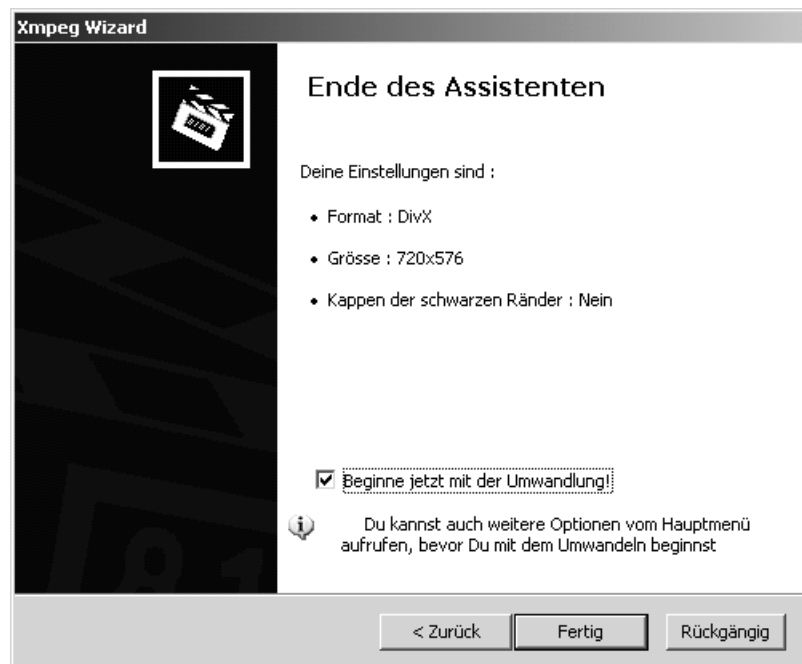 Xmpeg Wizard
Ende des Assistenten
Deine Einstellungen sind :
• Format : DivX
• Grösse : 720x576
• Kappen der schwarzen Ränder : Nein
Beginne jetzt mit der Umwandlung!
Du kannst auch weitere Optionen vom Hauptmenü
aufrufen, bevor Du mit dem Umwandeln beginnst
< Zurück
Fertig
Rückgängig